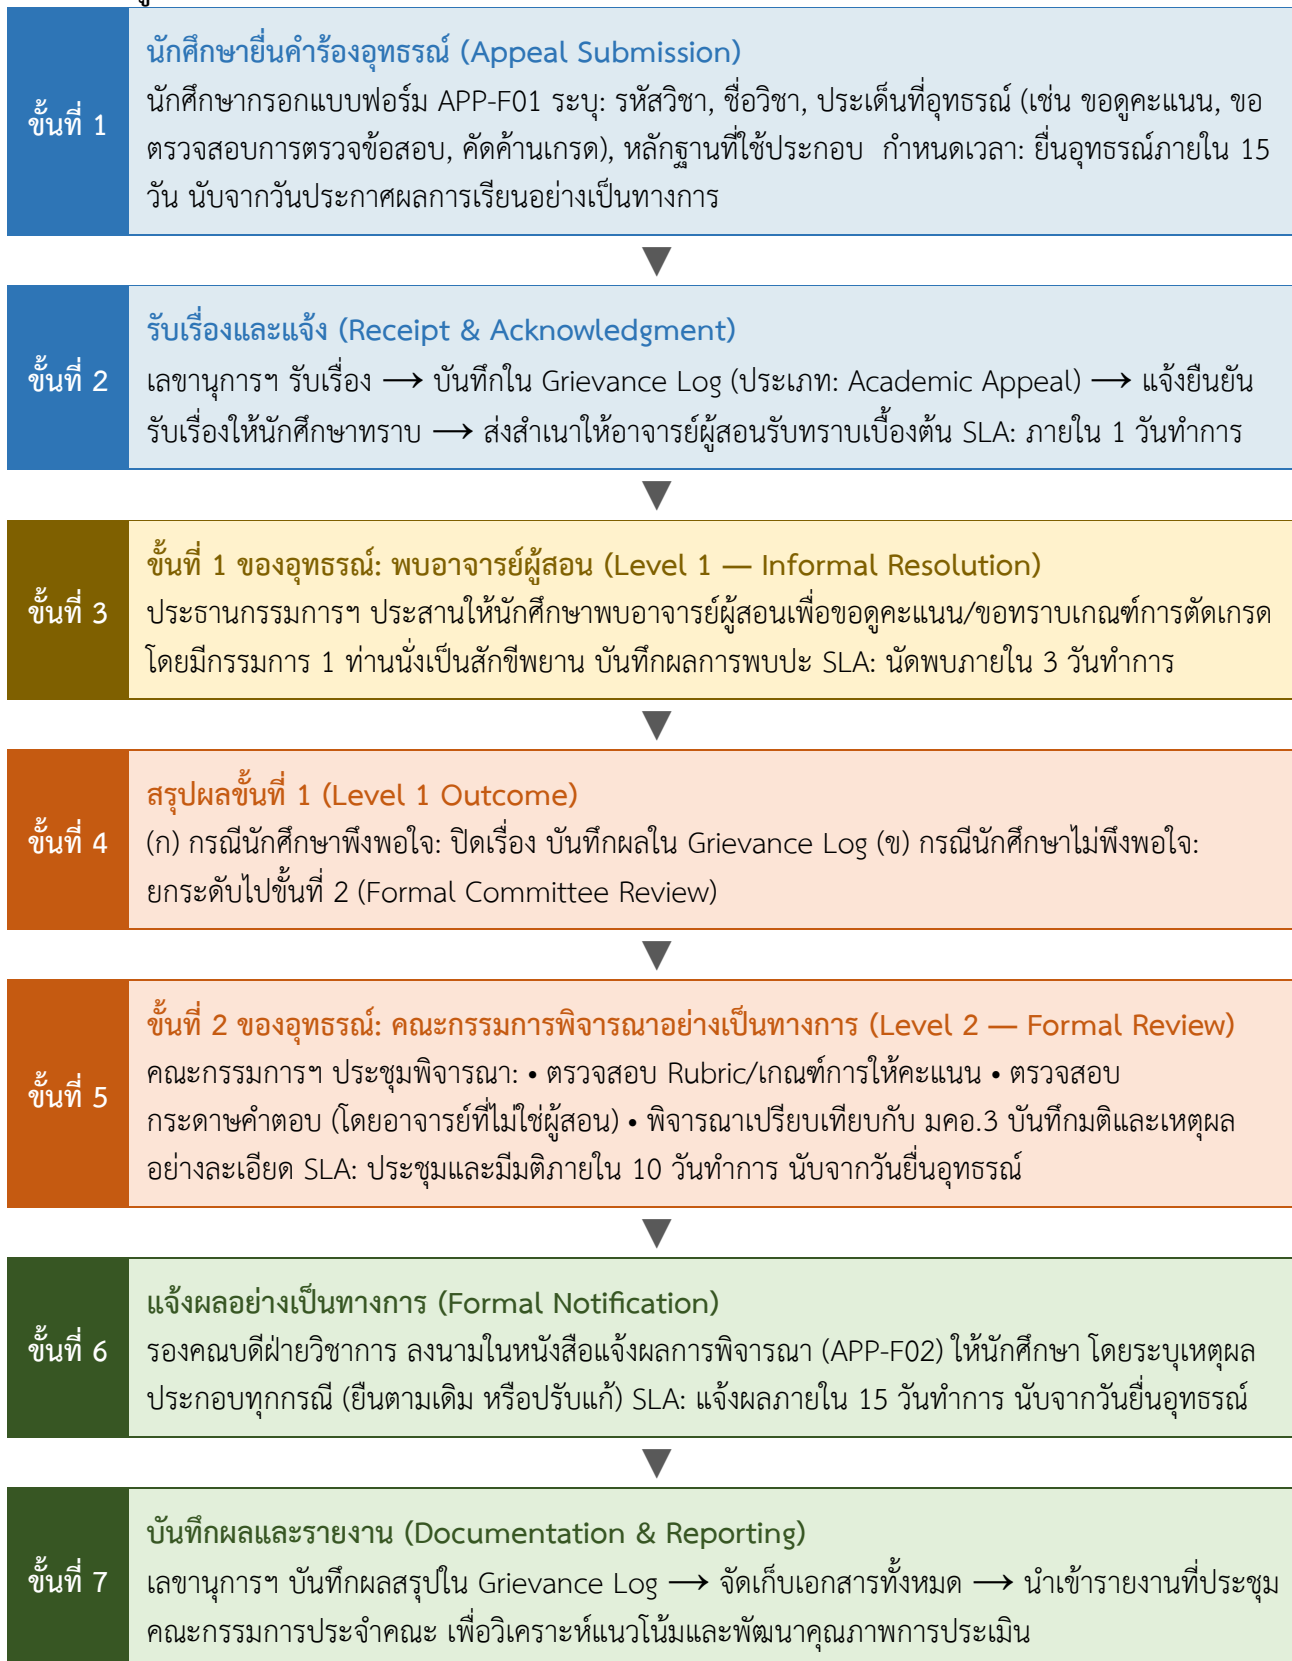 ขั้นที่ 1
นักศึกษายื่นคำร้องอุทธรณ์ (Appeal Submission)
นักศึกษากรอกแบบฟอร์ม APP-F01 ระบุ: รหัสวิชา, ชื่อวิชา, ประเด็นที่อุทธรณ์ (เช่น ขอดูคะแนน, ขอ
ตรวจสอบการตรวจข้อสอบ, คัดค้านเกรด), หลักฐานที่ใช้ประกอบ กำหนดเวลา: ยื่นอุทธรณ์ภายใน 15
วัน นับจากวันประกาศผลการเรียนอย่างเป็นทางการ
▼
ขั้นที่ 2
รับเรื่องและแจ้ง (Receipt & Acknowledgment)
เลขานุการฯ รับเรื่อง → บันทึกใน Grievance Log (ประเภท: Academic Appeal) → แจ้งยืนยัน
รับเรื่องให้นักศึกษาทราบ → ส่งสำเนาให้อาจารย์ผู้สอนรับทราบเบื้องต้น SLA: ภายใน 1 วันทำการ
▼
ขั้นที่ 3
ขั้นที่ 1 ของอุทธรณ์: พบอาจารย์ผู้สอน (Level 1 — Informal Resolution)
ประธานกรรมการฯ ประสานให้นักศึกษาพบอาจารย์ผู้สอนเพื่อขอดูคะแนน/ขอทราบเกณฑ์การตัดเกรด
โดยมีกรรมการ 1 ท่านนั่งเป็นสักขีพยาน บันทึกผลการพบปะ SLA: นัดพบภายใน 3 วันทำการ
▼
ขั้นที่ 4
สรุปผลขั้นที่ 1 (Level 1 Outcome)
(ก) กรณีนักศึกษาพึงพอใจ: ปิดเรื่อง บันทึกผลใน Grievance Log (ข) กรณีนักศึกษาไม่พึงพอใจ:
ยกระดับไปขั้นที่ 2 (Formal Committee Review)
▼
ขั้นที่ 5
ขั้นที่ 2 ของอุทธรณ์: คณะกรรมการพิจารณาอย่างเป็นทางการ (Level 2 — Formal Review)
คณะกรรมการฯ ประชุมพิจารณา: • ตรวจสอบ Rubric/เกณฑ์การให้คะแนน • ตรวจสอบ
กระดาษคำตอบ (โดยอาจารย์ที่ไม่ใช่ผู้สอน) • พิจารณาเปรียบเทียบกับ มคอ.3 บันทึกมติและเหตุผล
อย่างละเอียด SLA: ประชุมและมีมติภายใน 10 วันทำการ นับจากวันยื่นอุทธรณ์
▼
ขั้นที่ 6
แจ้งผลอย่างเป็นทางการ (Formal Notification)
รองคณบดีฝ่ายวิชาการ ลงนามในหนังสือแจ้งผลการพิจารณา (APP-F02) ให้นักศึกษา โดยระบุเหตุผล
ประกอบทุกกรณี (ยืนตามเดิม หรือปรับแก้) SLA: แจ้งผลภายใน 15 วันทำการ นับจากวันยื่นอุทธรณ์
▼
ขั้นที่ 7
บันทึกผลและรายงาน (Documentation & Reporting)
เลขานุการฯ บันทึกผลสรุปใน Grievance Log → จัดเก็บเอกสารทั้งหมด → นำเข้ารายงานที่ประชุม
คณะกรรมการประจำคณะ เพื่อวิเคราะห์แนวโน้มและพัฒนาคุณภาพการประเมิน